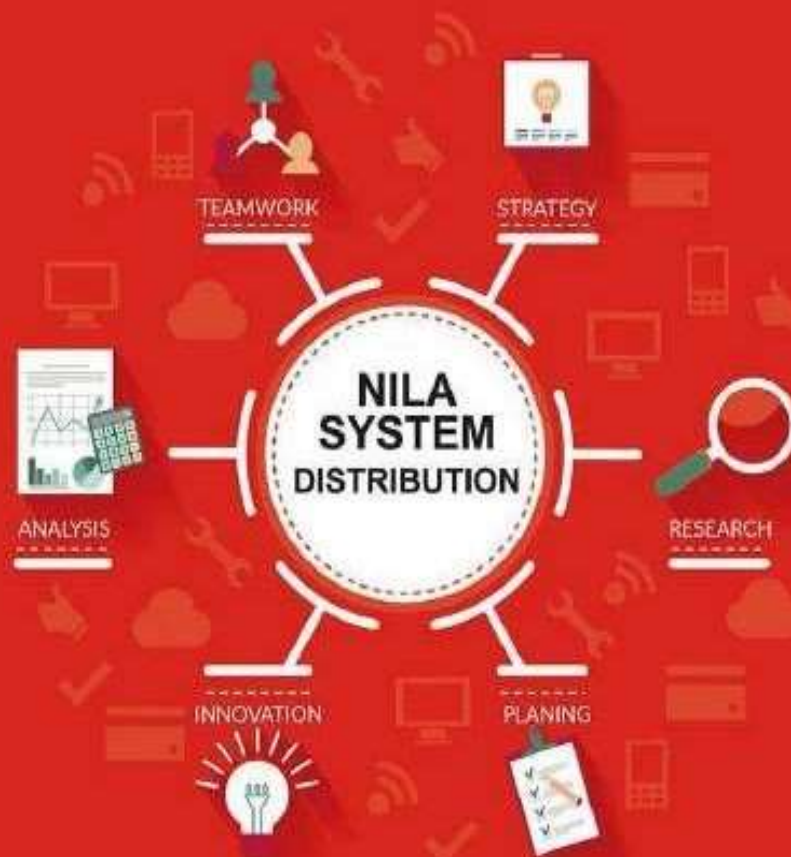 TEAMWORK
STRATEGY
NILA
SYSTEM
DISTRIBUTION
ANALYSIS
RESEARCH
INNOVATION
PLANING